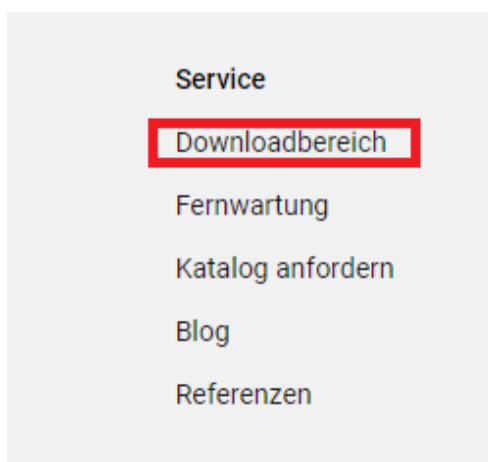 Service
Downloadbereich
Fernwartung
Katalog anfordern
Blog
Referenzen